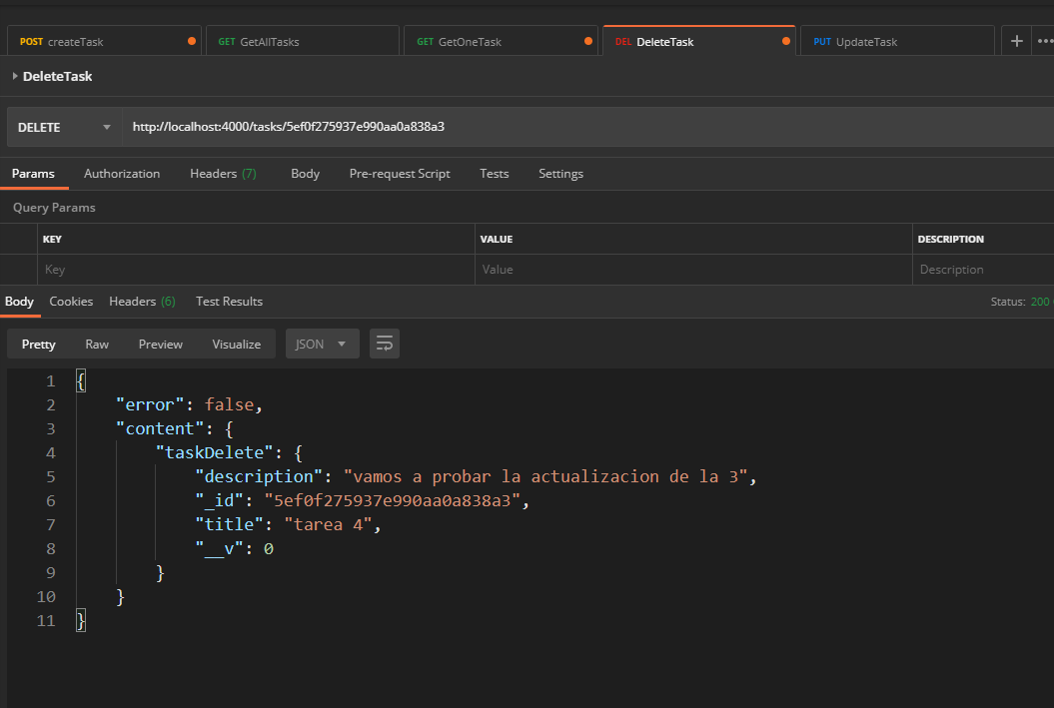 POST createTask GET GetAllTasks GET GetOneTask DEL DeleteTask PUT UpdateTask + •••
DeleteTask
DELETE http://localhost:4000/tasks/5ef0f275937e990aa0a838a3
Params Authorization Headers (7) Body Pre-request Script Tests Settings
Query Params
KEY VALUE DESCRIPTION
Key Value Description
Body Cookies Headers (6) Test Results Status: 200
Pretty Raw Preview Visualize JSON
1 {
2 "error": false,
3 "content": {
4 "taskDelete": {
5 "description": "vamos a probar la actualizacion de la 3",
6 "_id": "5ef0f275937e990aa0a838a3",
7 "title": "tarea 4",
8 "__v": 0
9 }
10 }
11 }